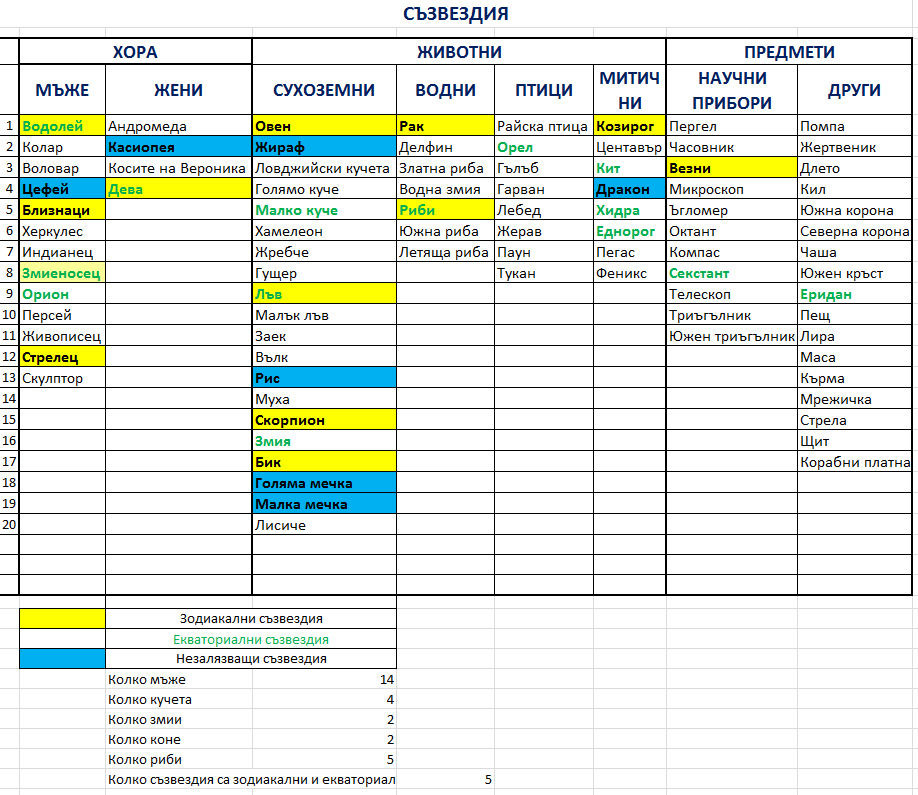 СЪЗВЕЗДИЯ
ХОРА ЖИВОТНИ ПРЕДМЕТИ
МЪЖЕ ЖЕНИ СУХОЗЕМНИ ВОДНИ ПТИЦИ МИТИЧНИ НАУЧНИ ПРИБОРИ ДРУГИ
1 Водолей Андромеда Овен Рак Райска птица Козирог Пергел Помпа
2 Колар Касиопея Жираф Делфин Орел Центавър Часовник Жертвеник
3 Воловар Косите на Вероника Ловджийски кучета Златна риба Гълъб Кит Везни Длето
4 Цефей Дева Голямо куче Водна змия Гарван Дракон Микроскоп Кил
5 Близнаци Малко куче Риби Лебед Хидра Ъгломер Южна корона
6 Херкулес Хамелеон Южна риба Жерав Еднорог Октант Северна корона
7 Индианец Жребче Летяща риба Паун Пегас Компас Чаша
8 Змиеносец Гущер Тукан Феникс Секстант Южен кръст
9 Орион Лъв Телескоп Еридан
10 Персей Малък лъв Триъгълник Пещ
11 Живописец Заек Южен триъгълник Лира
12 Стрелец Вълк Маса
13 Скулптор Рис Кърма
14 Муха Мрежичка
15 Скорпион Стрела
16 Змия Щит
17 Бик Корабни платна
18 Голяма мечка
19 Малка мечка
20 Лисиче
Зодиакални съзвездия
Екваториални съзвездия
Незалязващи съзвездия
Колко мъже 14
Колко кучета 4
Колко змии 2
Колко коне 2
Колко риби 5
Колко съзвездия са зодиакални и екваториал 5